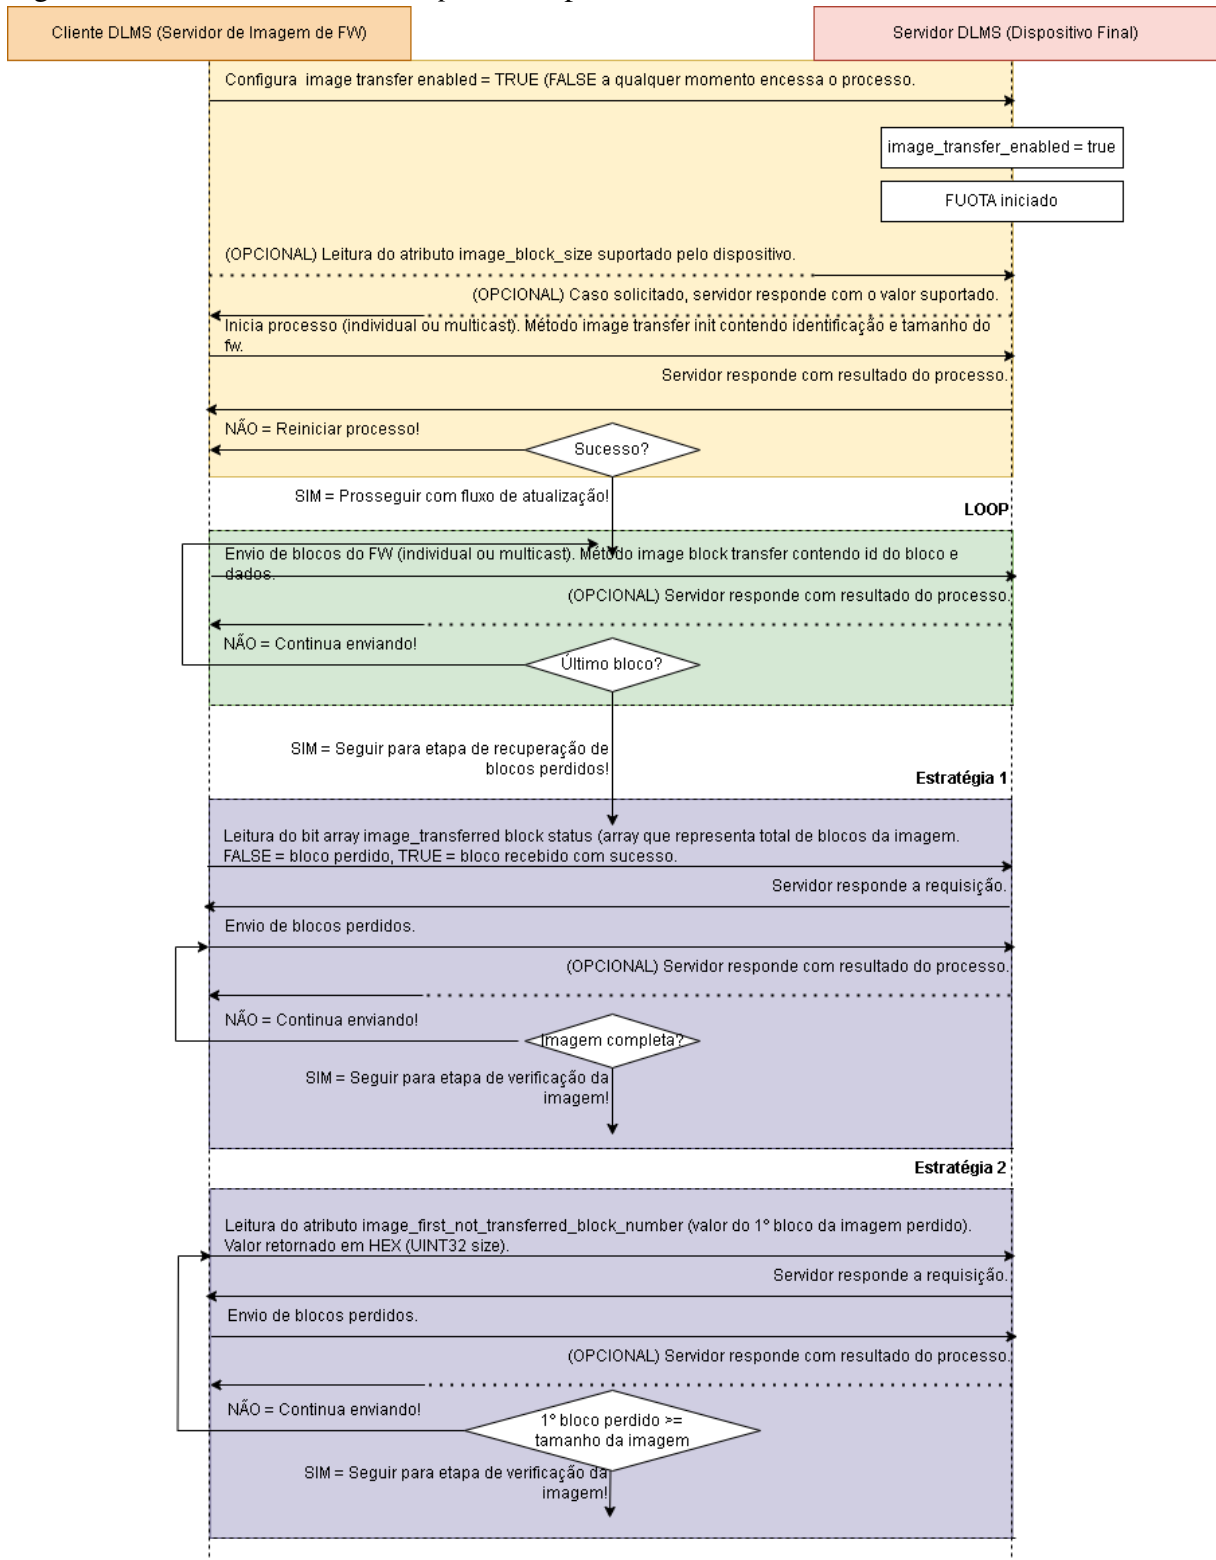 Cliente DLMS (Servidor de Imagem de FW)
Servidor DLMS (Dispositivo Final)
Configura image transfer enabled = TRUE (FALSE a qualquer momento encessa o processo.
image_transfer_enabled = true
FUOTA iniciado
(OPCIONAL) Leitura do atributo image_block_size suportado pelo dispositivo.
(OPCIONAL) Caso solicitado, servidor responde com o valor suportado.
Inicia processo (individual ou multicast). Método image transfer init contendo identificação e tamanho do
fw.
Servidor responde com resultado do processo.
NÃO = Reiniciar processo!
Sucesso?
SIM = Prosseguir com fluxo de atualização!
LOOP
Envio de blocos do FW (individual ou multicast). Método image block transfer contendo id do bloco e
dados.
(OPCIONAL) Servidor responde com resultado do processo.
NÃO = Continua enviando!
Último bloco?
SIM = Seguir para etapa de recuperação de
blocos perdidos!
Estratégia 1
Leitura do bit array image_transferred block status (array que representa total de blocos da imagem.
FALSE = bloco perdido, TRUE = bloco recebido com sucesso.
Servidor responde a requisição.
Envio de blocos perdidos.
(OPCIONAL) Servidor responde com resultado do processo.
NÃO = Continua enviando!
Imagem completa?
SIM = Seguir para etapa de verificação da
imagem!
Estratégia 2
Leitura do atributo image_first_not_transferred_block_number (valor do 1º bloco da imagem perdido).
Valor retornado em HEX (UINT32 size).
Servidor responde a requisição.
Envio de blocos perdidos.
(OPCIONAL) Servidor responde com resultado do processo.
NÃO = Continua enviando!
1º bloco perdido >=
tamanho da imagem
SIM = Seguir para etapa de verificação da
imagem!